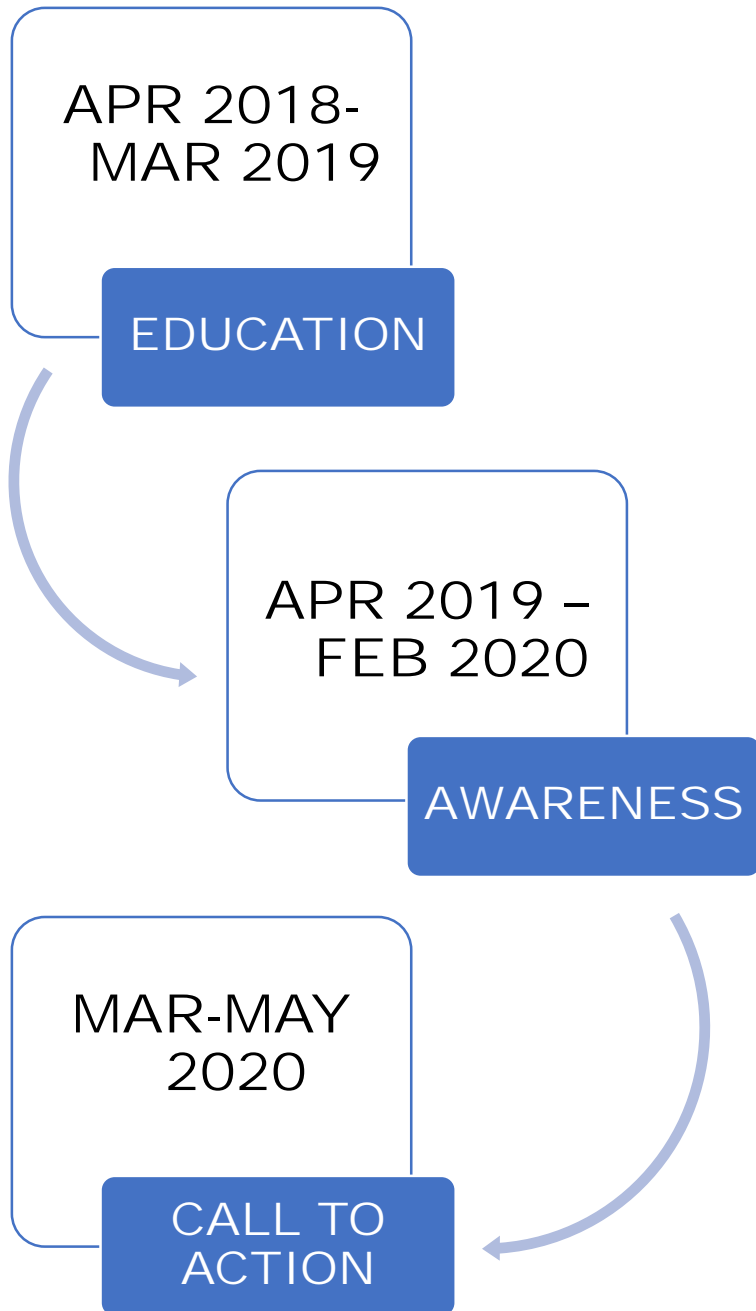 APR 2018-
MAR 2019
EDUCATION
APR 2019 –
FEB 2020
AWARENESS
MAR-MAY
2020
CALL TO
ACTION